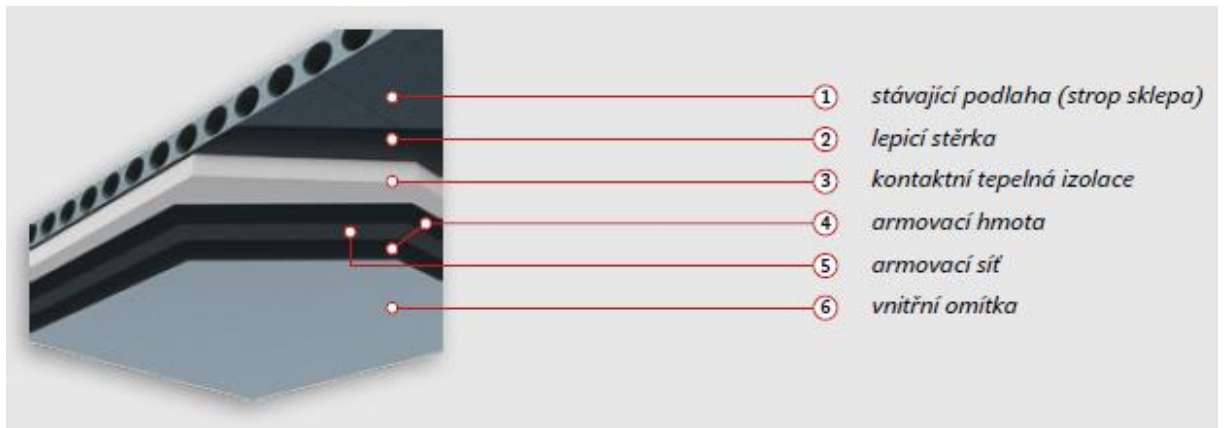 1 stávající podlaha (strop sklepa)
2 lepicí stěrka
3 kontaktní tepelná izolace
4 armovací hmota
5 armovací síť
6 vnitřní omítka